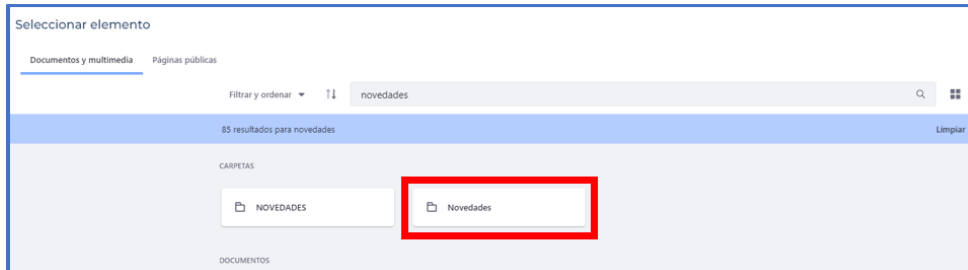 Seleccionar elemento
Documentos y multimedia Páginas públicas
Filtrar y ordenar novedades
85 resultados para novedades Limpiar
CARPETAS
NOVEDADES Novedades
DOCUMENTOS